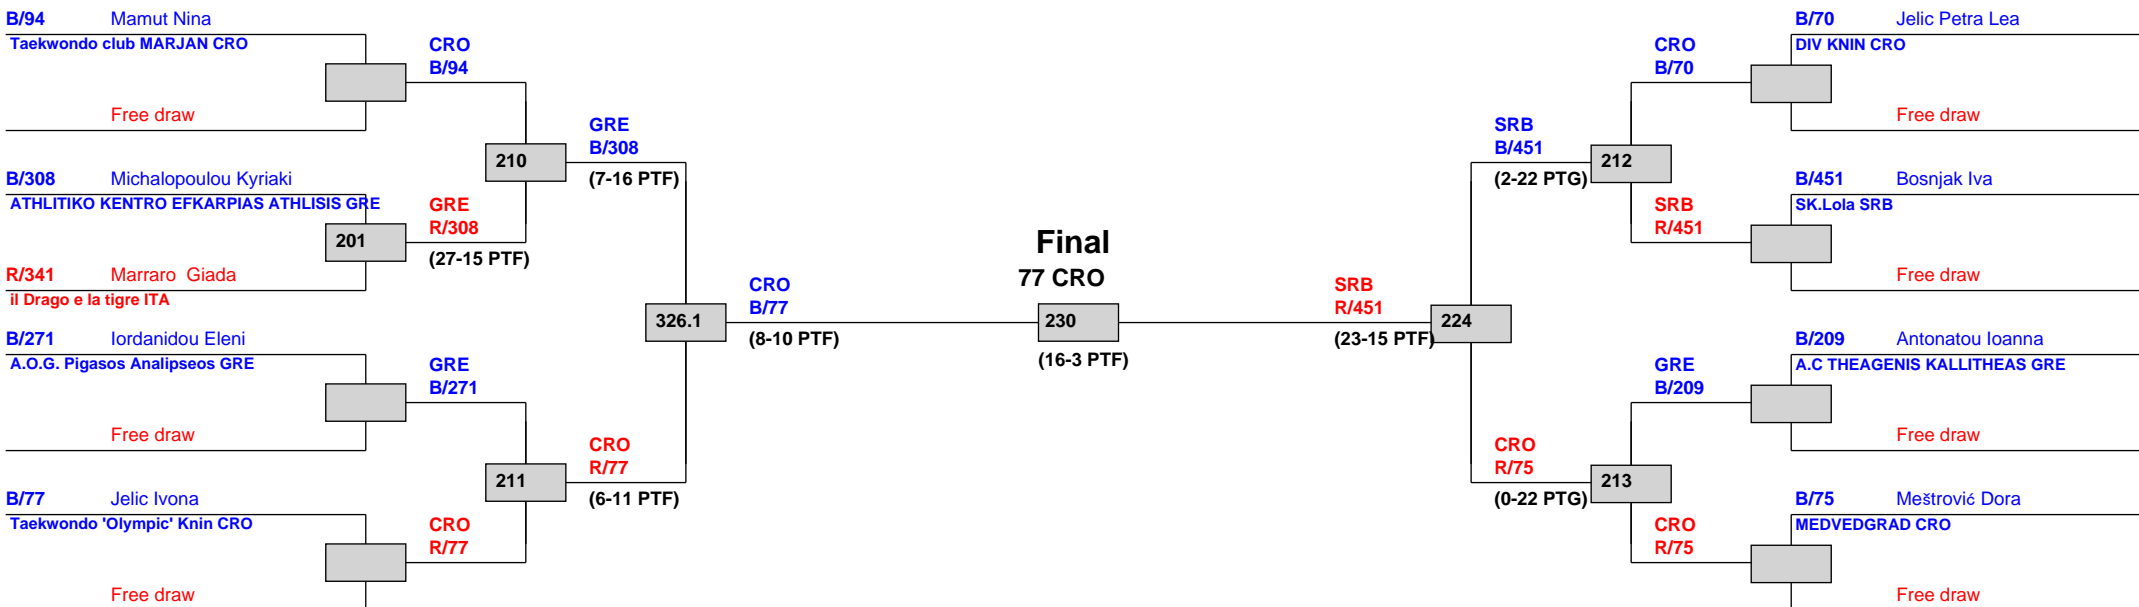 B/94 Mamut Nina
Taekwondo club MARJAN CRO
Free draw
CRO
B/94
B/308 Michalopoulou Kyriaki
ATHLITIKO KENTRO EFKARPIAS ATHLISIS GRE
201
R/341 Marraro  Giada
il Drago e la tigre ITA
GRE
R/308
(27-15 PTF)
210
GRE
B/308
(7-16 PTF)
B/271 Iordanidou Eleni
A.O.G. Pigasos Analipseos GRE
Free draw
GRE
B/271
B/77 Jelic Ivona
Taekwondo 'Olympic' Knin CRO
Free draw
CRO
R/77
211
CRO
R/77
(6-11 PTF)
326.1
CRO
B/77
(8-10 PTF)
Final
77 CRO
230
(16-3 PTF)
SRB
R/451
(23-15 PTF)
224
SRB
B/451
(2-22 PTG)
212
CRO
B/70
B/70 Jelic Petra Lea
DIV KNIN CRO
Free draw
SRB
R/451
B/451 Bosnjak Iva
SK.Lola SRB
Free draw
CRO
R/75
(0-22 PTG)
213
GRE
B/209
B/209 Antonatou Ioanna
A.C THEAGENIS KALLITHEAS GRE
Free draw
CRO
R/75
B/75 Meštrović Dora
MEDVEDGRAD CRO
Free draw